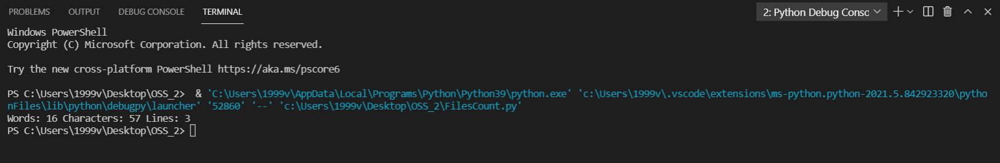 PROBLEMS OUTPUT DEBUG CONSOLE TERMINAL 2: Python Debug Consc
Windows PowerShell
Copyright (C) Microsoft Corporation. All rights reserved.
Try the new cross-platform PowerShell https://aka.ms/pscore6
PS C:\Users\1999v\Desktop\OSS_2>  & 'C:\Users\1999v\AppData\Local\Programs\Python\Python39\python.exe' 'c:\Users\1999v\.vscode\extensions\ms-python.python-2021.5.842923320\pytho
nFiles\lib\python\debugpy\launcher' '52860' '--' 'c:\Users\1999v\Desktop\OSS_2\FilesCount.py'
Words: 16 Characters: 57 Lines: 3
PS C:\Users\1999v\Desktop\OSS_2>